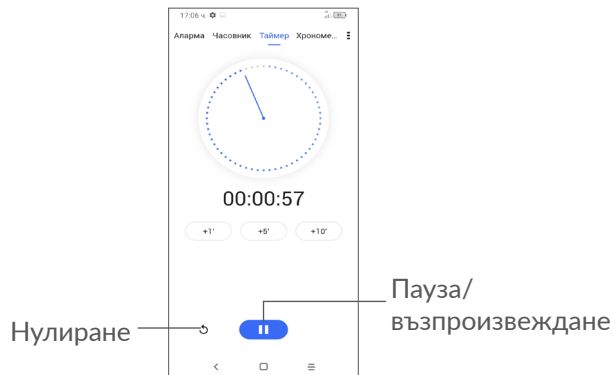 17:06 ч.
Аларма Часовник Таймер Хрономе...
00:00:57
+1' +5' +10'
Нулиране
Пауза/
възпроизвеждане